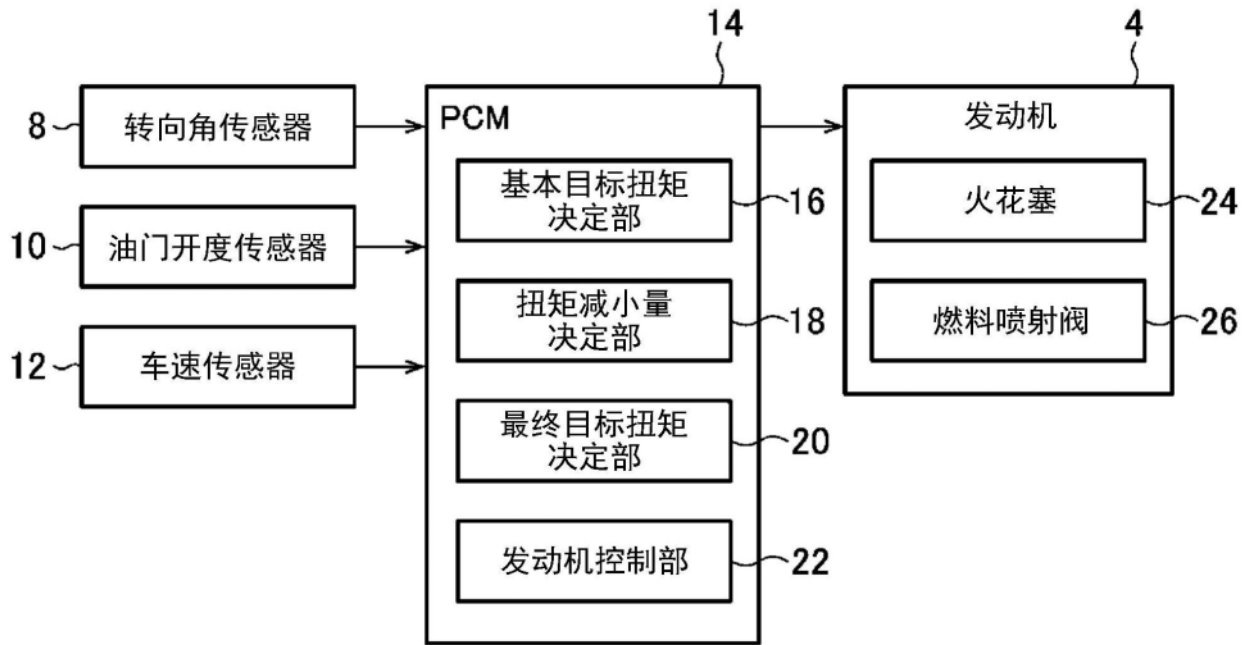 14
4
8
转向角传感器
PCM
发动机
基本目标扭矩
决定部
16
火花塞
24
10
油门开度传感器
扭矩减小量
决定部
18
燃料喷射阀
26
12
车速传感器
最终目标扭矩
决定部
20
发动机控制部
22